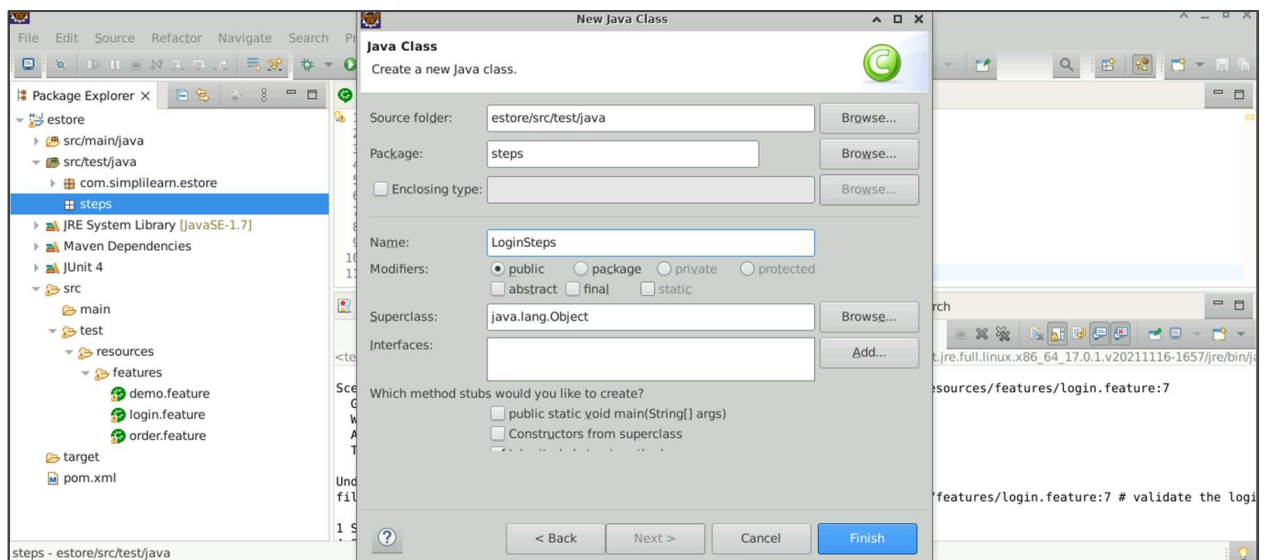 New Java Class
File Edit Source Refactor Navigate Search
Java Class
Create a new Java class.
Package Explorer
estore
src/main/java
src/test/java
com.simplilearn.estore
steps
JRE System Library [JavaSE-1.7]
Maven Dependencies
JUnit 4
src
main
test
resources
features
demo.feature
login.feature
order.feature
target
pom.xml
steps - estore/src/test/java
Source folder: estore/src/test/java Browse...
Package: steps Browse...
Enclosing type: Browse...
Name: LoginSteps
Modifiers: public package private protected
abstract final static
Superclass: java.lang.Object Browse...
Interfaces: Add...
Which method stubs would you like to create?
public static void main(String[] args)
Constructors from superclass
? < Back Next > Cancel Finish
t.jre.full.linux.x86_64_17.0.1.v20211116-1657/jre/bin/ja
esources/features/login.feature:7
/features/login.feature:7 # validate the logi